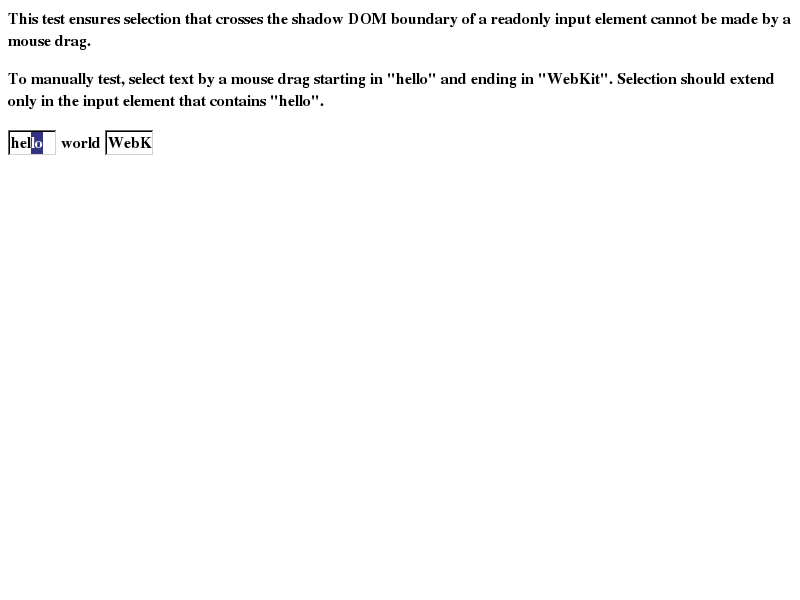 This test ensures selection that crosses the shadow DOM boundary of a readonly input element cannot be made by a
mouse drag.
To manually test, select text by a mouse drag starting in "hello" and ending in "WebKit". Selection should extend
only in the input element that contains "hello".
hello world WebK